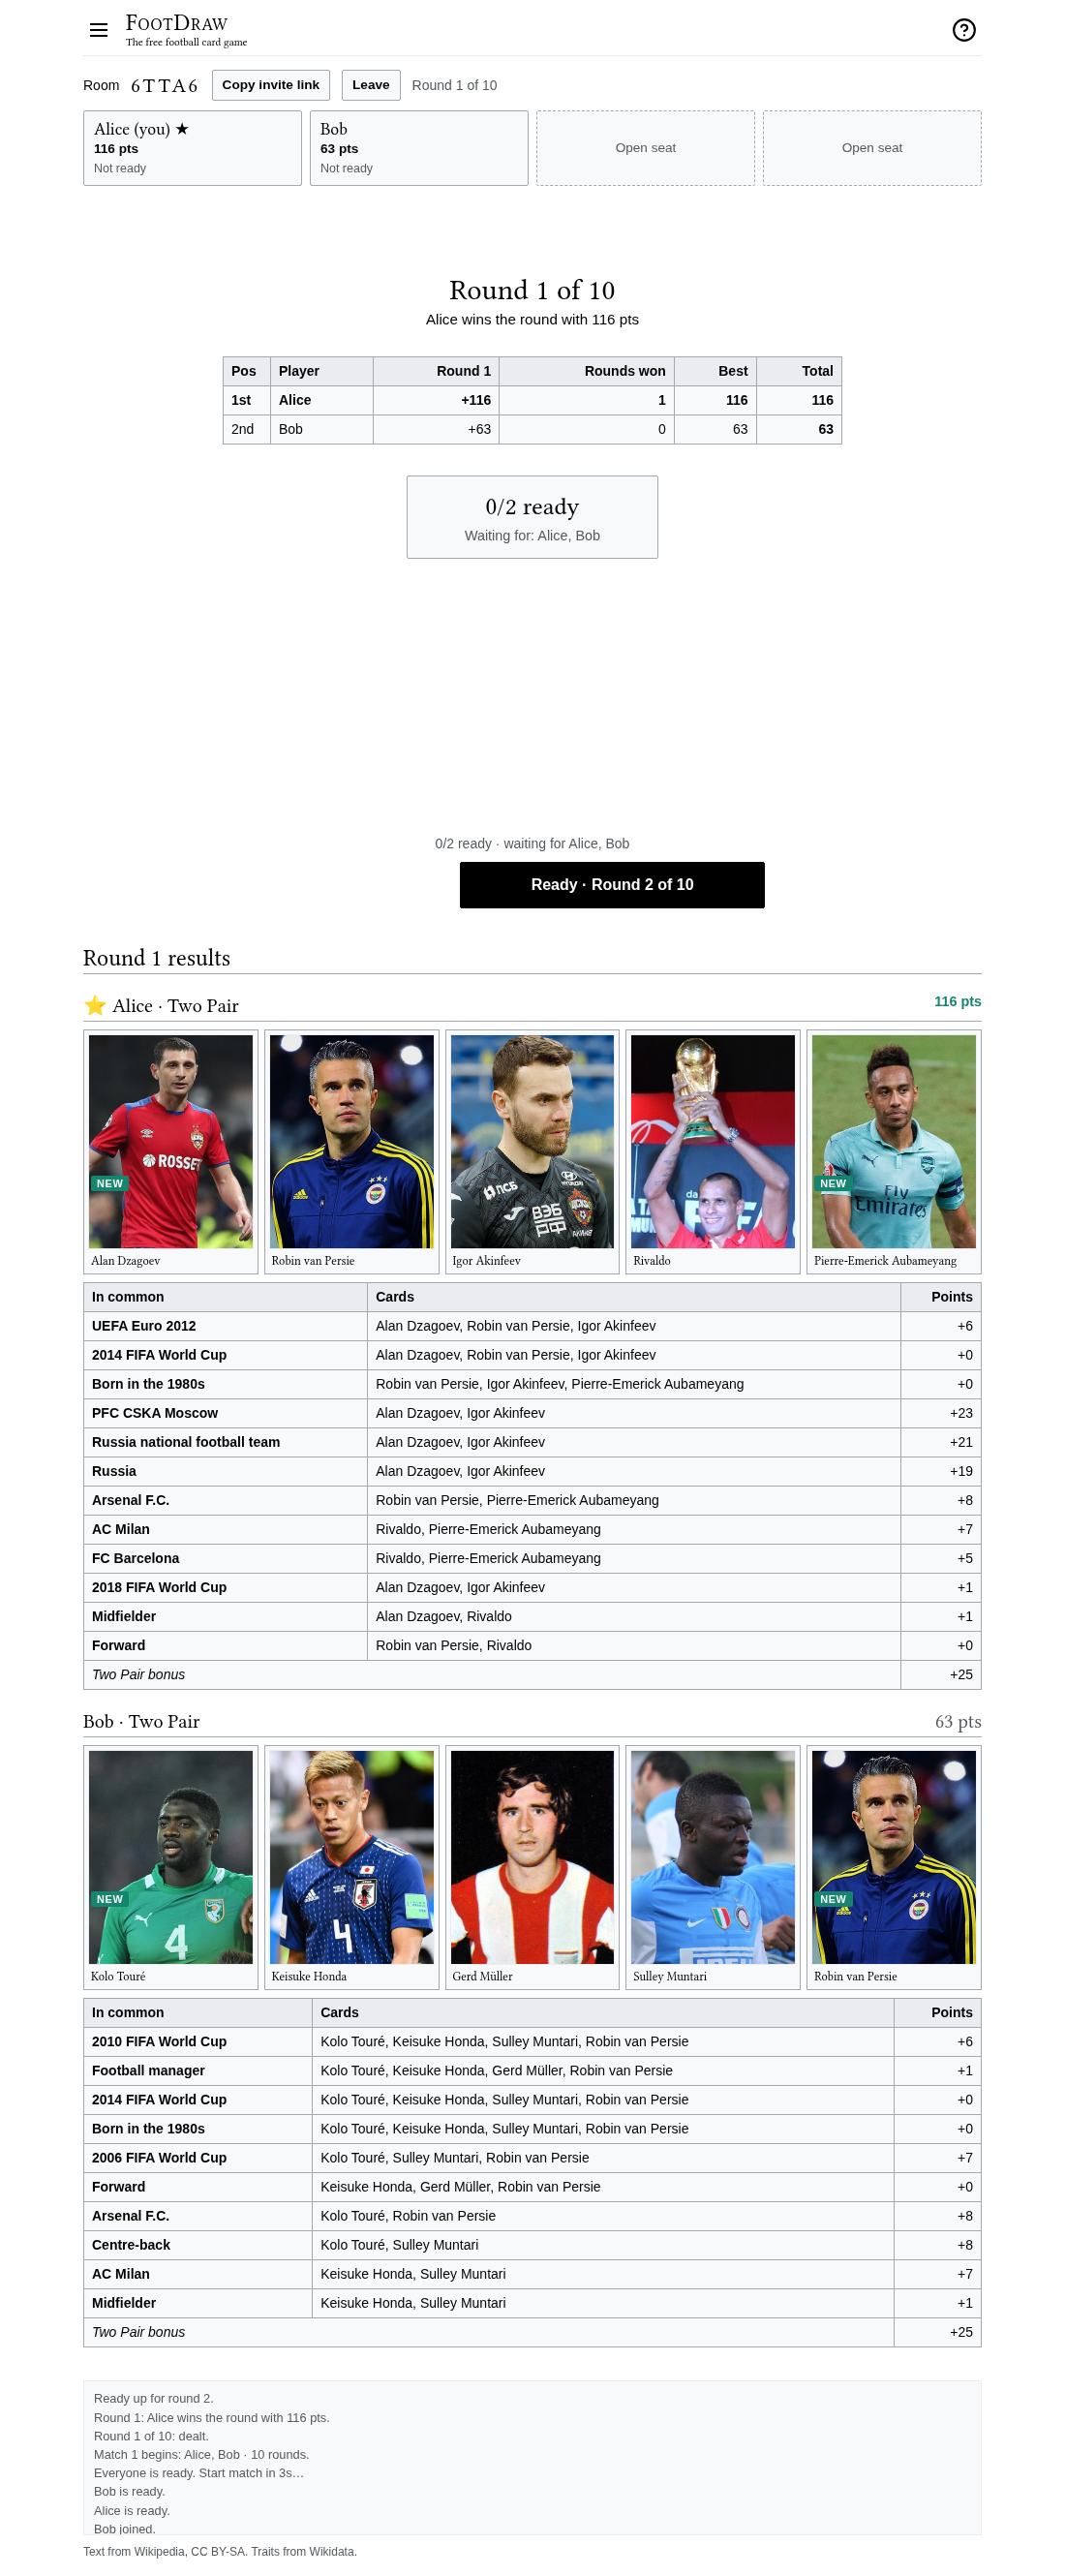 FootDraw
The free football card game
Room 6TTA6 Copy invite link Leave Round 1 of 10
Alice (you) ★
116 pts
Not ready
Bob
63 pts
Not ready
Open seat
Open seat
Round 1 of 10
Alice wins the round with 116 pts
Pos Player Round 1 Rounds won Best Total
1st Alice +116 1 116 116
2nd Bob +63 0 63 63
0/2 ready
Waiting for: Alice, Bob
0/2 ready · waiting for Alice, Bob
Ready · Round 2 of 10
Round 1 results
⭐ Alice · Two Pair 116 pts
ROSSET
NEW
ПСБ
ВЭБ
РФ
HYUNDAI
Fly
Emirates
NEW
Alan Dzagoev Robin van Persie Igor Akinfeev Rivaldo Pierre-Emerick Aubameyang
In common Cards Points
UEFA Euro 2012 Alan Dzagoev, Robin van Persie, Igor Akinfeev +6
2014 FIFA World Cup Alan Dzagoev, Robin van Persie, Igor Akinfeev +0
Born in the 1980s Robin van Persie, Igor Akinfeev, Pierre-Emerick Aubameyang +0
PFC CSKA Moscow Alan Dzagoev, Igor Akinfeev +23
Russia national football team Alan Dzagoev, Igor Akinfeev +21
Russia Alan Dzagoev, Igor Akinfeev +19
Arsenal F.C. Robin van Persie, Pierre-Emerick Aubameyang +8
AC Milan Rivaldo, Pierre-Emerick Aubameyang +7
FC Barcelona Rivaldo, Pierre-Emerick Aubameyang +5
2018 FIFA World Cup Alan Dzagoev, Igor Akinfeev +1
Midfielder Alan Dzagoev, Rivaldo +1
Forward Robin van Persie, Rivaldo +0
Two Pair bonus +25
Bob · Two Pair 63 pts
NEW
4
4
NEW
Kolo Touré Keisuke Honda Gerd Müller Sulley Muntari Robin van Persie
In common Cards Points
2010 FIFA World Cup Kolo Touré, Keisuke Honda, Sulley Muntari, Robin van Persie +6
Football manager Kolo Touré, Keisuke Honda, Gerd Müller, Robin van Persie +1
2014 FIFA World Cup Kolo Touré, Keisuke Honda, Sulley Muntari, Robin van Persie +0
Born in the 1980s Kolo Touré, Keisuke Honda, Sulley Muntari, Robin van Persie +0
2006 FIFA World Cup Kolo Touré, Sulley Muntari, Robin van Persie +7
Forward Keisuke Honda, Gerd Müller, Robin van Persie +0
Arsenal F.C. Kolo Touré, Robin van Persie +8
Centre-back Kolo Touré, Sulley Muntari +8
AC Milan Keisuke Honda, Sulley Muntari +7
Midfielder Keisuke Honda, Sulley Muntari +1
Two Pair bonus +25
Ready up for round 2.
Round 1: Alice wins the round with 116 pts.
Round 1 of 10: dealt.
Match 1 begins: Alice, Bob · 10 rounds.
Everyone is ready. Start match in 3s…
Bob is ready.
Alice is ready.
Bob joined.
Text from Wikipedia, CC BY-SA. Traits from Wikidata.